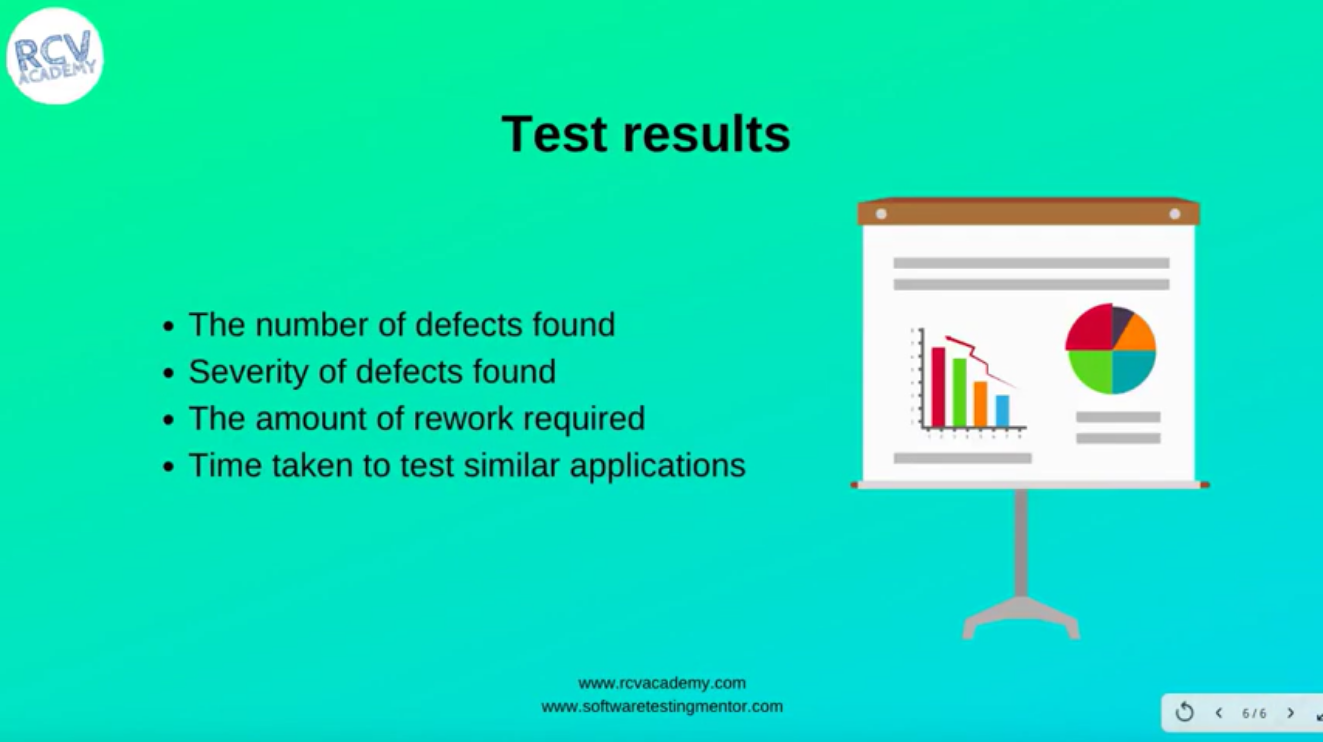 RCV
ACADEMY
Test results
• The number of defects found
• Severity of defects found
• The amount of rework required
• Time taken to test similar applications
www.rcvacademy.com
www.softwaretestingmentor.com
6/6